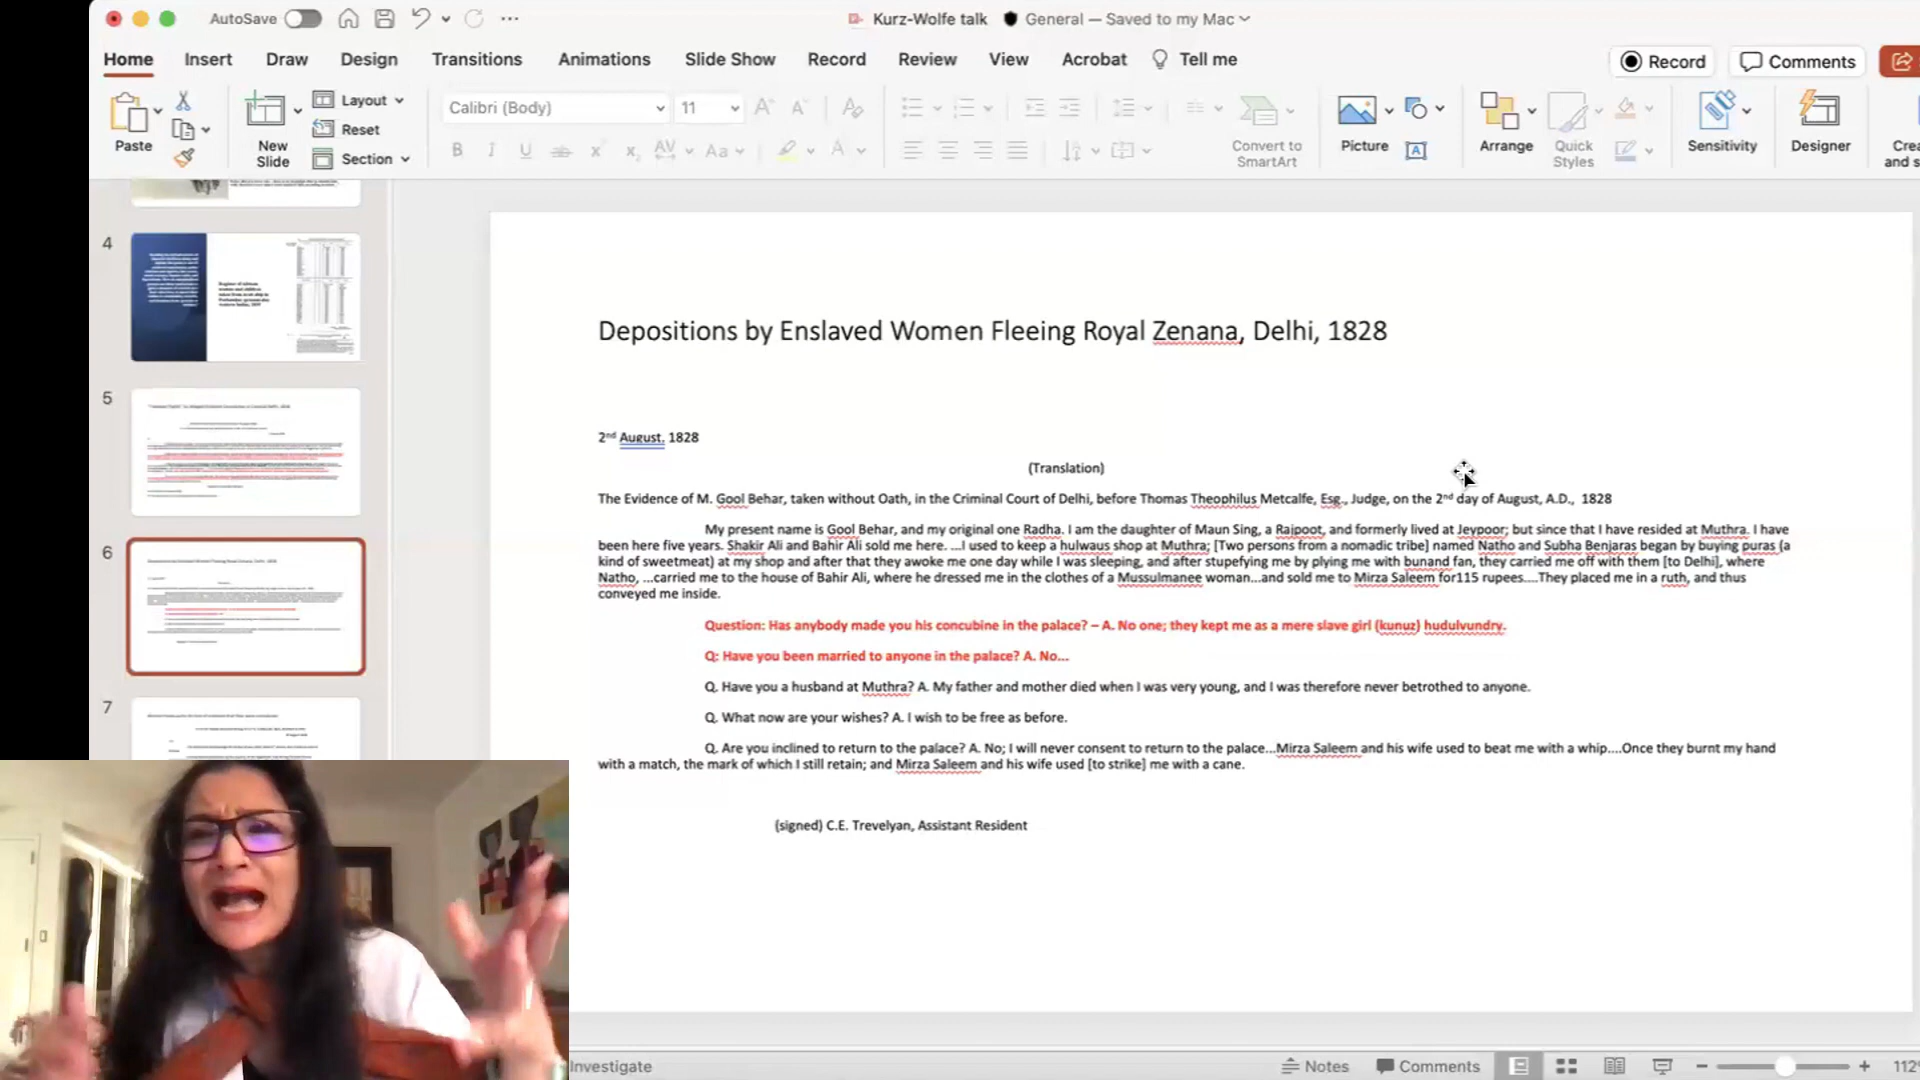 AutoSave
Kurz-Wolfe talk General — Saved to my Mac
Home Insert Draw Design Transitions Animations Slide Show Record Review View Acrobat Tell me
Record Comments
Paste
New Slide
Layout
Reset
Section
Calibri (Body) 11
Convert to SmartArt
Picture
Arrange
Quick Styles
Sensitivity
Designer
4
5
6
7
Depositions by Enslaved Women Fleeing Royal Zenana, Delhi, 1828
2nd August. 1828
(Translation)
The Evidence of M. Gool Behar, taken without Oath, in the Criminal Court of Delhi, before Thomas Theophilus Metcalfe, Esg., Judge, on the 2nd day of August, A.D., 1828
My present name is Gool Behar, and my original one Radha. I am the daughter of Maun Sing, a Rajpoot, and formerly lived at Jeypoor; but since that I have resided at Muthra. I have
been here five years. Shakir Ali and Bahir Ali sold me here. ...I used to keep a hulwaus shop at Muthra; [Two persons from a nomadic tribe] named Natho and Subha Benjaras began by buying puras (a
kind of sweetmeat) at my shop and after that they awoke me one day while I was sleeping, and after stupefying me by plying me with bunand fan, they carried me off with them [to Delhi], where
Natho, ...carried me to the house of Bahir Ali, where he dressed me in the clothes of a Mussulmanee woman...and sold me to Mirza Saleem for115 rupees....They placed me in a ruth, and thus
conveyed me inside.
Question: Has anybody made you his concubine in the palace? – A. No one; they kept me as a mere slave girl (kunuz) hudulvundry.
Q: Have you been married to anyone in the palace? A. No...
Q. Have you a husband at Muthra? A. My father and mother died when I was very young, and I was therefore never betrothed to anyone.
Q. What now are your wishes? A. I wish to be free as before.
Q. Are you inclined to return to the palace? A. No; I will never consent to return to the palace...Mirza Saleem and his wife used to beat me with a whip....Once they burnt my hand
with a match, the mark of which I still retain; and Mirza Saleem and his wife used [to strike] me with a cane.
(signed) C.E. Trevelyan, Assistant Resident
Investigate
Notes Comments